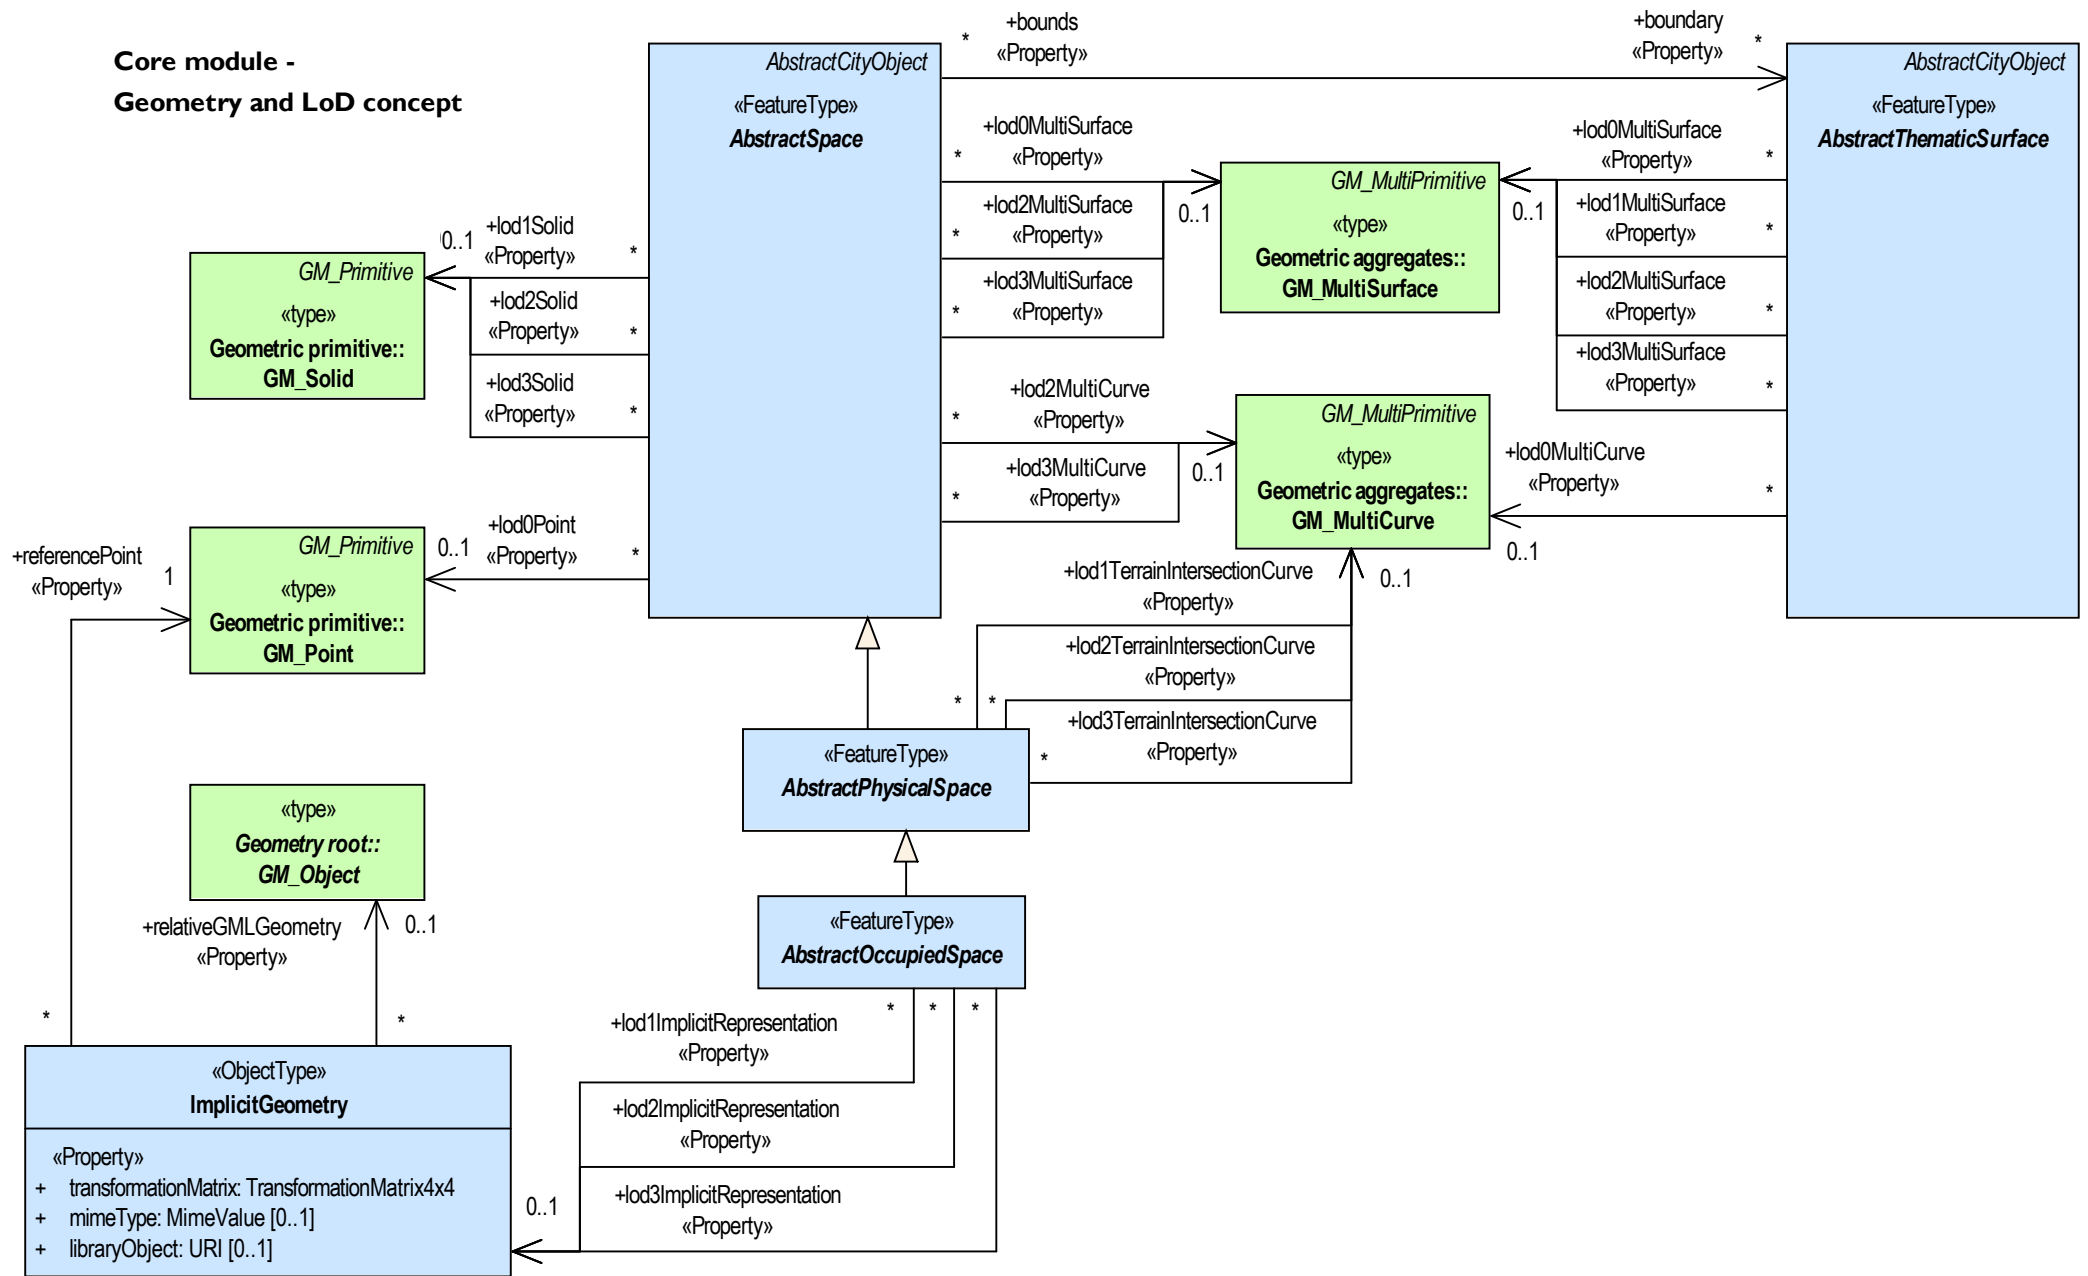 Core module -
Geometry and LoD concept
AbstractCityObject
«FeatureType»
AbstractSpace
+bounds
«Property»
*
+boundary
«Property»
*
AbstractCityObject
«FeatureType»
AbstractThematicSurface
+lod0MultiSurface
«Property»
*
+lod2MultiSurface
«Property»
*
+lod3MultiSurface
«Property»
*
0..1
GM_MultiPrimitive
«type»
Geometric aggregates::
GM_MultiSurface
0..1
+lod0MultiSurface
«Property»
*
+lod1MultiSurface
«Property»
*
+lod2MultiSurface
«Property»
*
+lod3MultiSurface
«Property»
*
GM_Primitive
«type»
Geometric primitive::
GM_Solid
0..1
+lod1Solid
«Property»
*
+lod2Solid
«Property»
*
+lod3Solid
«Property»
*
+lod2MultiCurve
«Property»
*
+lod3MultiCurve
«Property»
*
0..1
GM_MultiPrimitive
«type»
Geometric aggregates::
GM_MultiCurve
+lod0MultiCurve
«Property»
*
0..1
+referencePoint
«Property»
1
GM_Primitive
«type»
Geometric primitive::
GM_Point
0..1
+lod0Point
«Property»
*
+lod1TerrainIntersectionCurve
«Property»
0..1
+lod2TerrainIntersectionCurve
«Property»
* *
+lod3TerrainIntersectionCurve
«Property»
*
«FeatureType»
AbstractPhysicalSpace
«type»
Geometry root::
GM_Object
+relativeGMLGeometry
«Property»
0..1
*
*
«FeatureType»
AbstractOccupiedSpace
* * *
+lod1ImplicitRepresentation
«Property»
+lod2ImplicitRepresentation
«Property»
+lod3ImplicitRepresentation
«Property»
0..1
«ObjectType»
ImplicitGeometry
«Property»
+ transformationMatrix: TransformationMatrix4x4
+ mimeType: MimeValue [0..1]
+ libraryObject: URI [0..1]